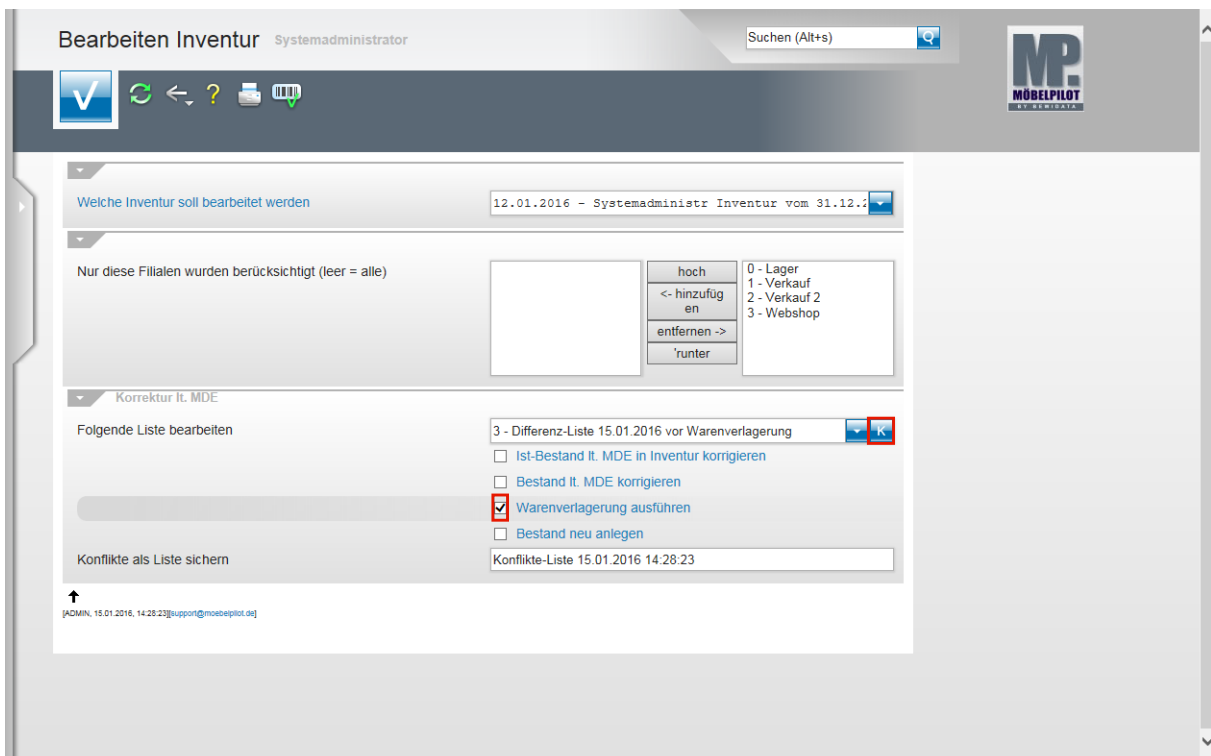 Bearbeiten Inventur Systemadministrator
Suchen (Alt+s)
MP.
MÖBELPILOT
BY BEMIDATA
√
?
Welche Inventur soll bearbeitet werden
12.01.2016 - Systemadministr Inventur vom 31.12.2
Nur diese Filialen wurden berücksichtigt (leer = alle)
hoch
<- hinzufüg
en
entfernen ->
'runter
0 - Lager
1 - Verkauf
2 - Verkauf 2
3 - Webshop
Korrektur lt. MDE
Folgende Liste bearbeiten
3 - Differenz-Liste 15.01.2016 vor Warenverlagerung
K
Ist-Bestand lt. MDE in Inventur korrigieren
Bestand lt. MDE korrigieren
Warenverlagerung ausführen
Bestand neu anlegen
Konflikte als Liste sichern
Konflikte-Liste 15.01.2016 14:28:23
[ADMIN, 15.01.2016, 14:28:23][support@moebelpilot.de]